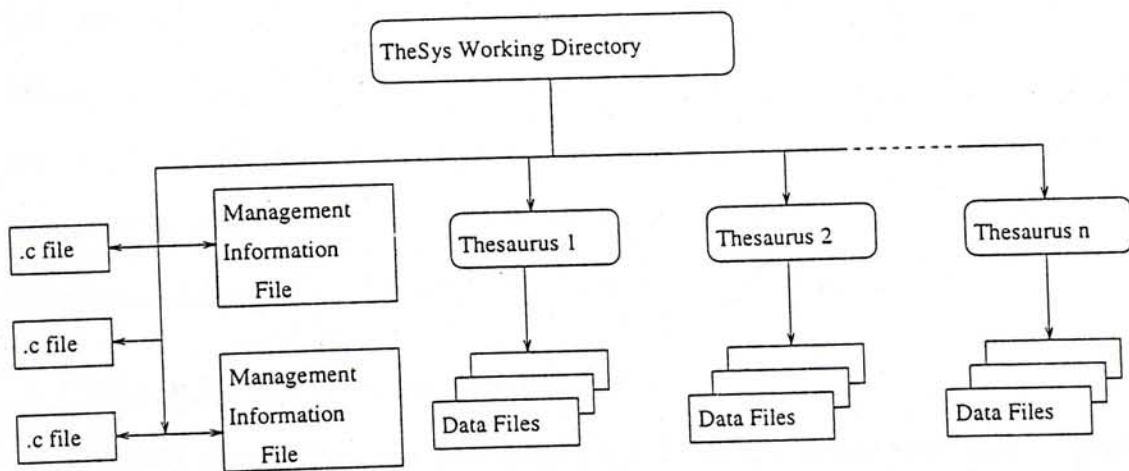 TheSys Working Directory
.c file
Management
Information
File
Thesaurus 1
Thesaurus 2
Thesaurus n
.c file
.c file
Management
Information
File
Data Files
Data Files
Data Files